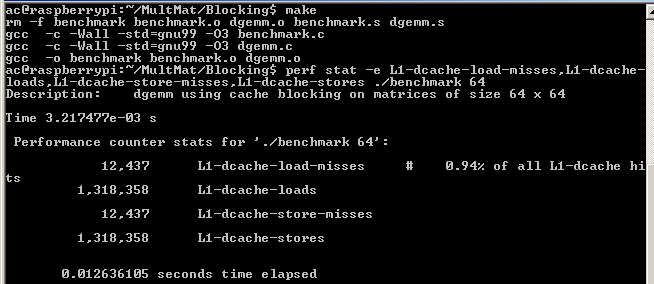 ac@raspberrypi:~/MultMat/Blocking$ make
rm -f benchmark benchmark.o dgemm.o benchmark.s dgemm.s
gcc  -c -Wall -std=gnu99 -O3 benchmark.c
gcc  -c -Wall -std=gnu99 -O3 dgemm.c
gcc  -o benchmark benchmark.o dgemm.o
ac@raspberrypi:~/MultMat/Blocking$ perf stat -e L1-dcache-load-misses,L1-dcache-
loads,L1-dcache-store-misses,L1-dcache-stores ./benchmark 64
Description:    dgemm using cache blocking on matrices of size 64 x 64
Time 3.217477e-03 s
Performance counter stats for './benchmark 64':
12,437      L1-dcache-load-misses     #    0.94% of all L1-dcache hi
ts
1,318,358      L1-dcache-loads
12,437      L1-dcache-store-misses
1,318,358      L1-dcache-stores
0.012636105 seconds time elapsed